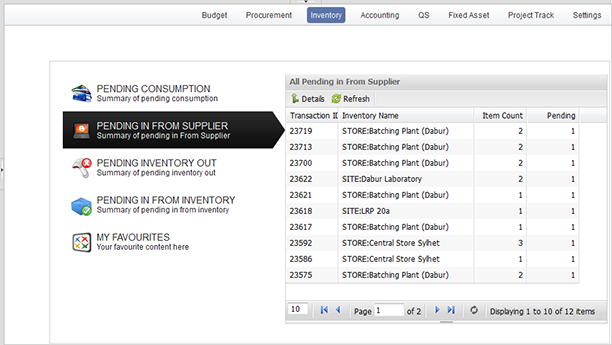 Budget Procurement Inventory Accounting QS Fixed Asset Project Track Settings
PENDING CONSUMPTION
Summary of pending consumption
PENDING IN FROM SUPPLIER
Summary of pending in From Supplier
PENDING INVENTORY OUT
Summary of pending inventory out
PENDING IN FROM INVENTORY
Summary of pending in from inventory
MY FAVOURITES
Your favourite content here
All Pending in From Supplier
Details Refresh
Transaction ID Inventory Name Item Count Pending
23719 STORE:Batching Plant (Dabur) 2 1
23713 STORE:Batching Plant (Dabur) 2 1
23700 STORE:Batching Plant (Dabur) 2 1
23622 SITE:Dabur Laboratory 2 1
23621 STORE:Batching Plant (Dabur) 1 1
23618 SITE:LRP 20a 1 1
23617 STORE:Batching Plant (Dabur) 1 1
23592 STORE:Central Store Sylhet 3 1
23586 STORE:Central Store Sylhet 1 1
23575 STORE:Batching Plant (Dabur) 2 1
10 Page 1 of 2 Displaying 1 to 10 of 12 items